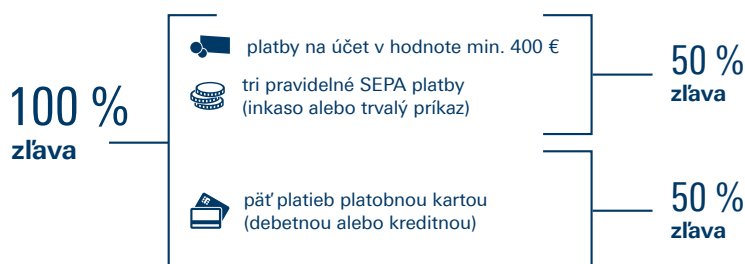 100 %
zľava
platby na účet v hodnote min. 400 €
tri pravidelné SEPA platby
(inkaso alebo trvalý príkaz)
50 %
zľava
päť platieb platobnou kartou
(debetnou alebo kreditnou)
50 %
zľava